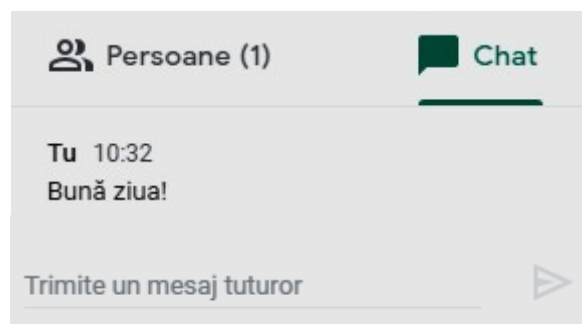 Persoane (1) Chat
Tu 10:32
Bună ziua!
Trimite un mesaj tuturor